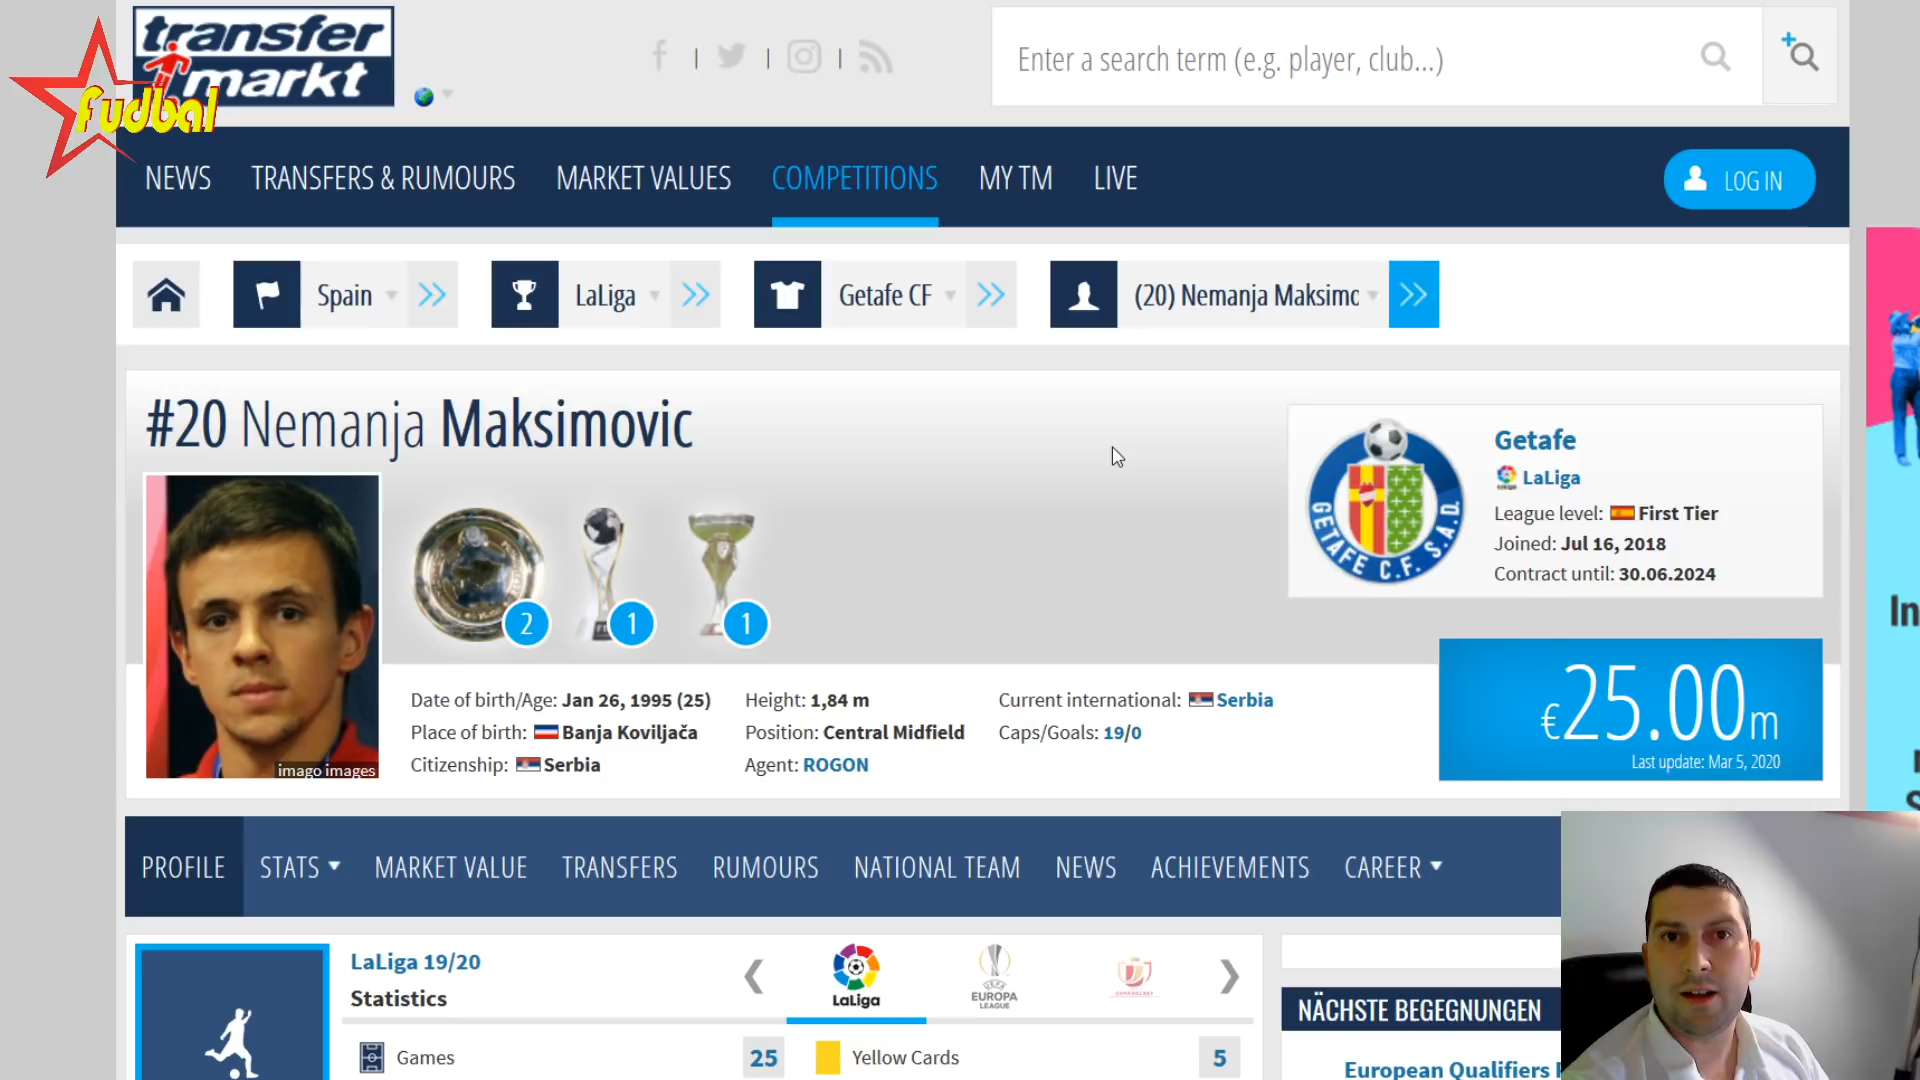 transfer
markt
fudbal
Enter a search term (e.g. player, club...)
NEWS TRANSFERS & RUMOURS MARKET VALUES COMPETITIONS MY TM LIVE
LOG IN
Spain
LaLiga
Getafe CF
(20) Nemanja Maksimo
#20 Nemanja Maksimovic
Getafe
LaLiga
League level: First Tier
Joined: Jul 16, 2018
Contract until: 30.06.2024
GETAFE C.F. S.A.D.
2
1
1
imago images
Date of birth/Age: Jan 26, 1995 (25)
Place of birth: Banja Koviljača
Citizenship: Serbia
Height: 1,84 m
Position: Central Midfield
Agent: ROGON
Current international: Serbia
Caps/Goals: 19/0
€25.00m
Last update: Mar 5, 2020
In
PROFILE STATS MARKET VALUE TRANSFERS RUMOURS NATIONAL TEAM NEWS ACHIEVEMENTS CAREER
LaLiga 19/20
Statistics
LaLiga
UEFA
EUROPA
LEAGUE
Games 25
Yellow Cards 5
NÄCHSTE BEGEGNUNGEN
European Qualifiers